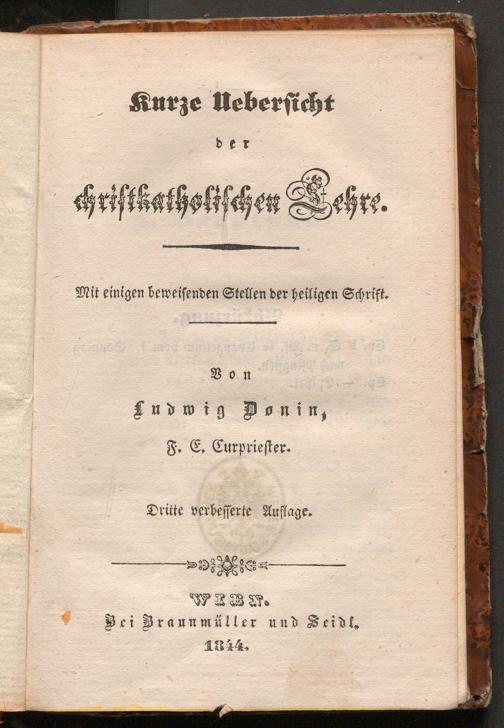 Kurze Uebersicht
der
christkatholischen Lehre.
Mit einigen beweisenden Stellen der heiligen Schrift.
Von
Ludwig Donin,
F. E. Curpriester.
Dritte verbesserte Auflage.
WIEN.
Bei Braunmüller und Seidl.
1844.